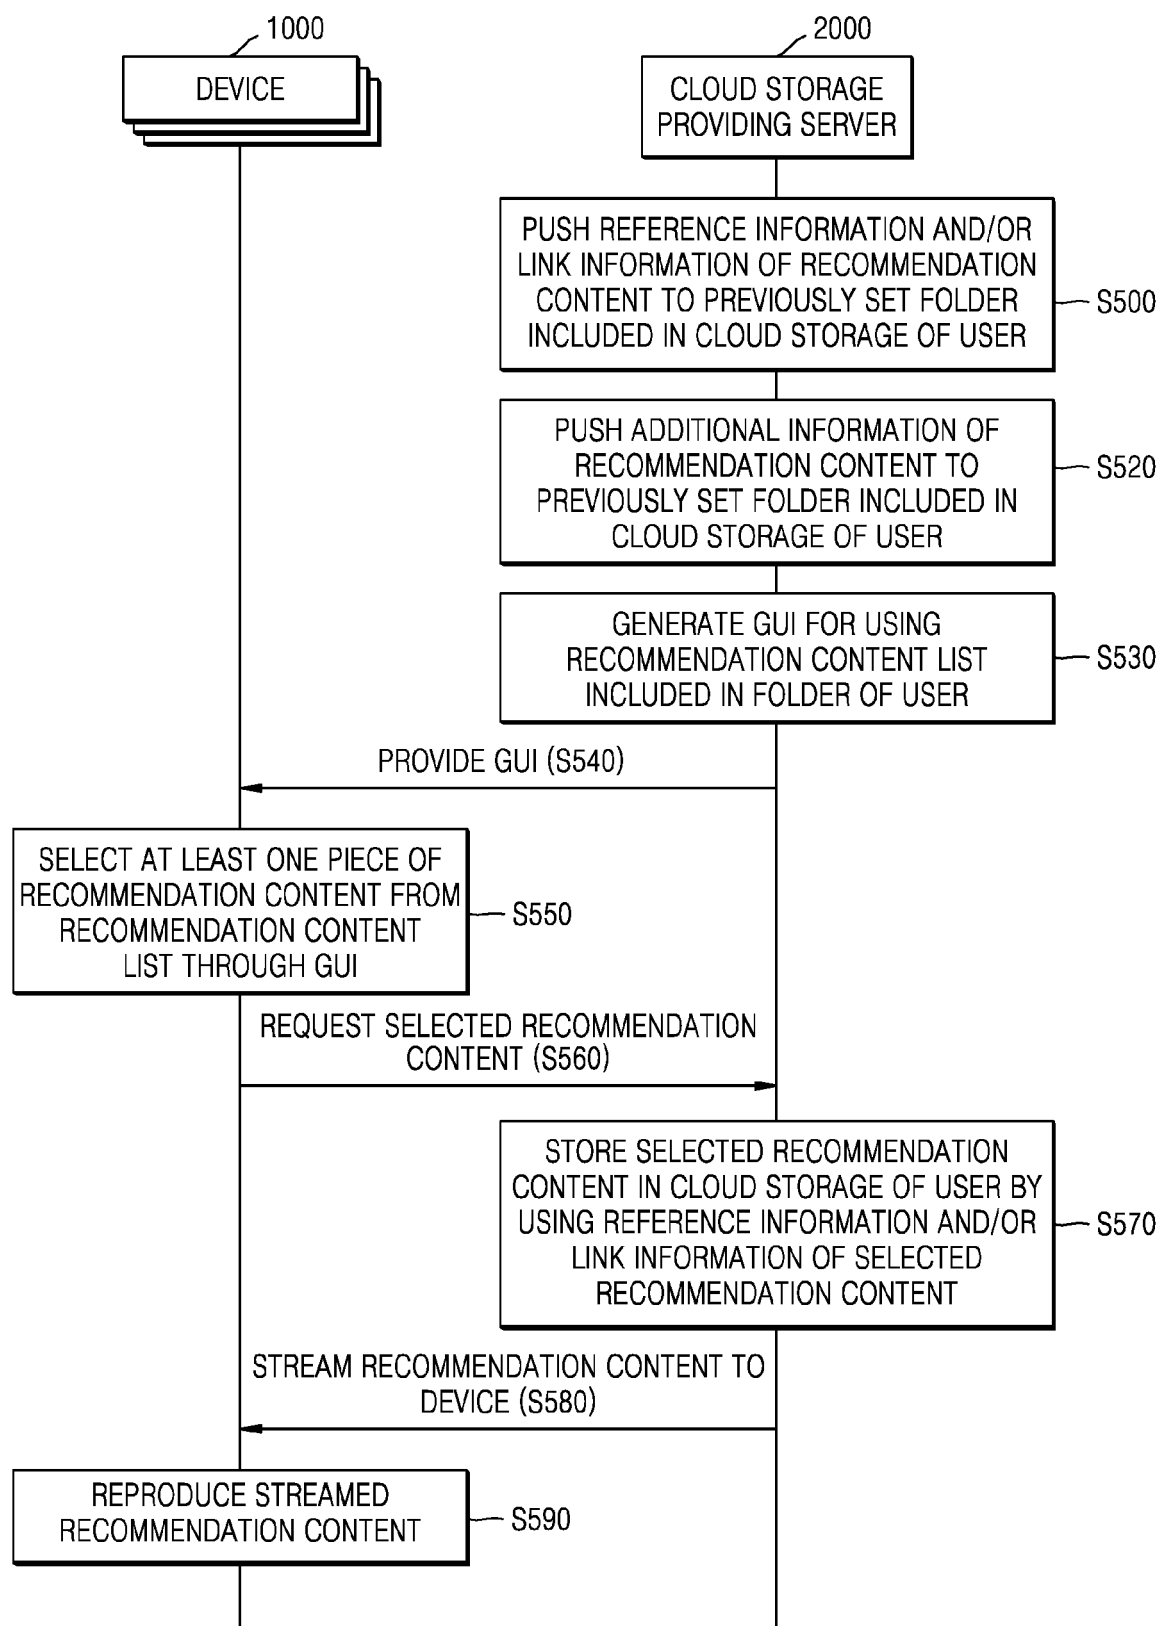 1000
2000
DEVICE
CLOUD STORAGE
PROVIDING SERVER
PUSH REFERENCE INFORMATION AND/OR
LINK INFORMATION OF RECOMMENDATION
CONTENT TO PREVIOUSLY SET FOLDER
INCLUDED IN CLOUD STORAGE OF USER
S500
PUSH ADDITIONAL INFORMATION OF
RECOMMENDATION CONTENT TO
PREVIOUSLY SET FOLDER INCLUDED IN
CLOUD STORAGE OF USER
S520
GENERATE GUI FOR USING
RECOMMENDATION CONTENT LIST
INCLUDED IN FOLDER OF USER
S530
PROVIDE GUI (S540)
SELECT AT LEAST ONE PIECE OF
RECOMMENDATION CONTENT FROM
RECOMMENDATION CONTENT
LIST THROUGH GUI
S550
REQUEST SELECTED RECOMMENDATION
CONTENT (S560)
STORE SELECTED RECOMMENDATION
CONTENT IN CLOUD STORAGE OF USER BY
USING REFERENCE INFORMATION AND/OR
LINK INFORMATION OF SELECTED
RECOMMENDATION CONTENT
S570
STREAM RECOMMENDATION CONTENT TO
DEVICE (S580)
REPRODUCE STREAMED
RECOMMENDATION CONTENT
S590